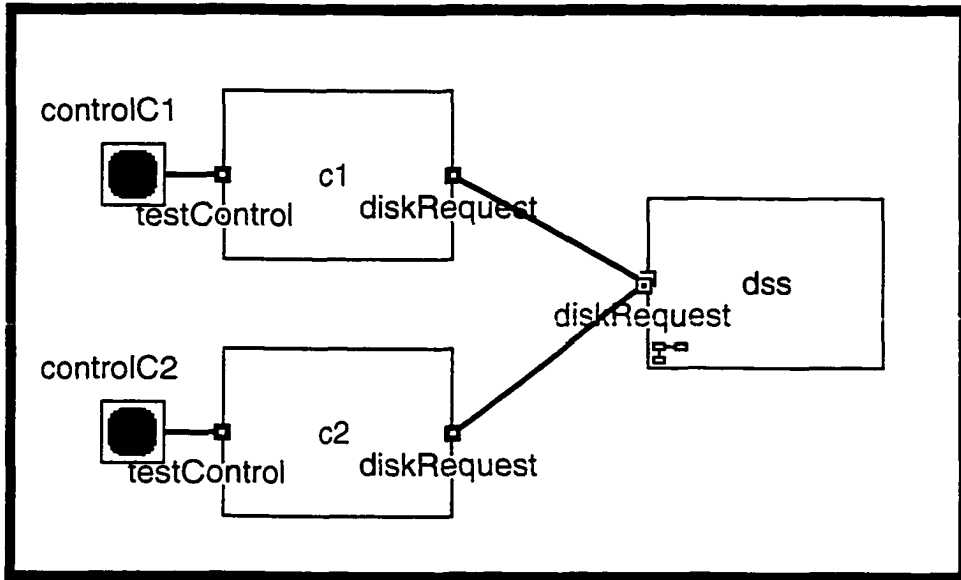 controlC1
c1
testControl
diskRequest
dss
diskRequest
controlC2
c2
testControl
diskRequest